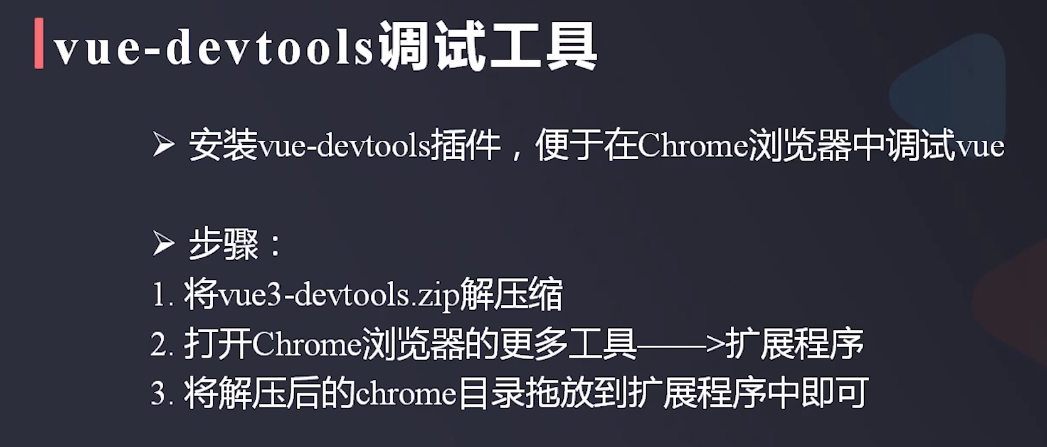 vue-devtools调试工具
➢ 安装vue-devtools插件，便于在Chrome浏览器中调试vue
➢ 步骤：
1. 将vue3-devtools.zip解压缩
2. 打开Chrome浏览器的更多工具——>扩展程序
3. 将解压后的chrome目录拖放到扩展程序中即可